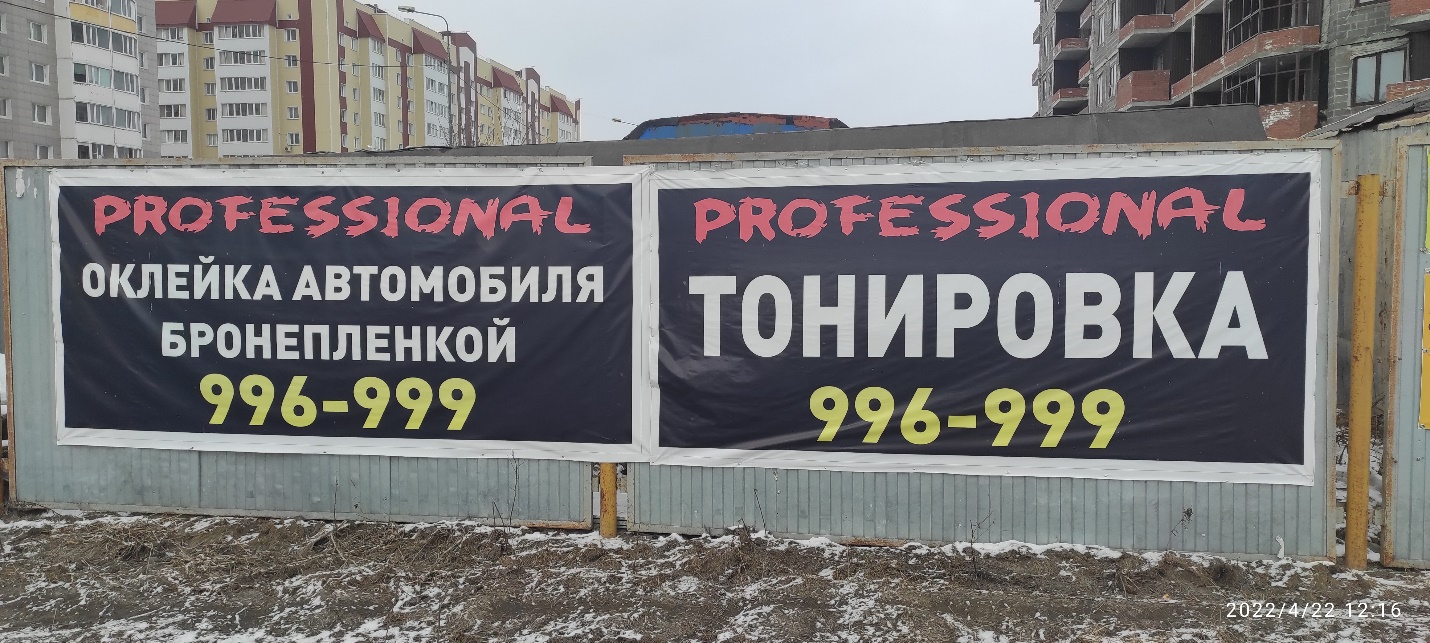 PROFESSIONAL
ОКЛЕЙКА АВТОМОБИЛЯ
БРОНЕПЛЕНКОЙ
996-999
PROFESSIONAL
ТОНИРОВКА
996-999
2022/4/22 12:16